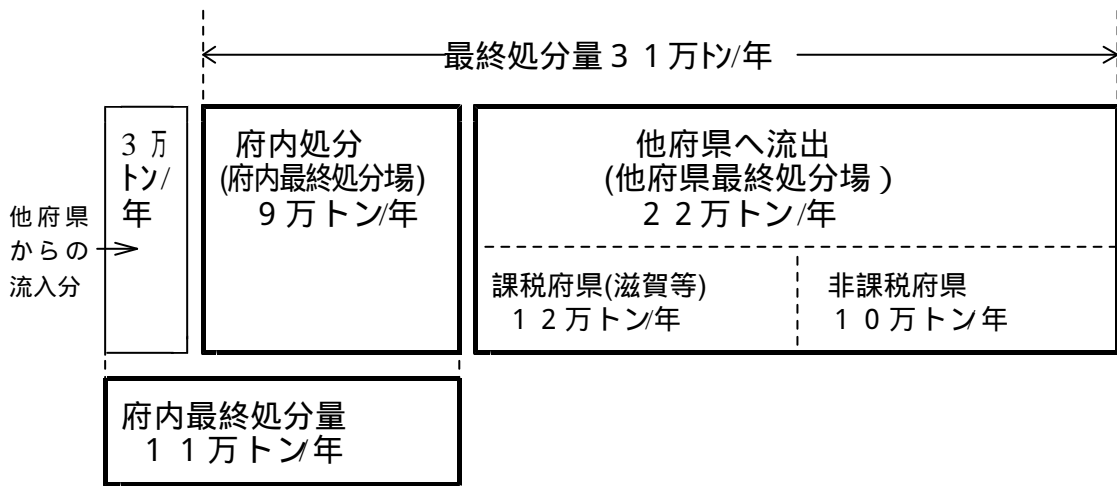 最終処分量３１万トン/年
３万
トン/
年
他府県
からの
流入分
府内処分
(府内最終処分場)
９万トン/年
他府県へ流出
(他府県最終処分場）
２２万トン/年
課税府県(滋賀等)
１２万トン/年
非課税府県
１０万トン/年
府内最終処分量
１１万トン/年